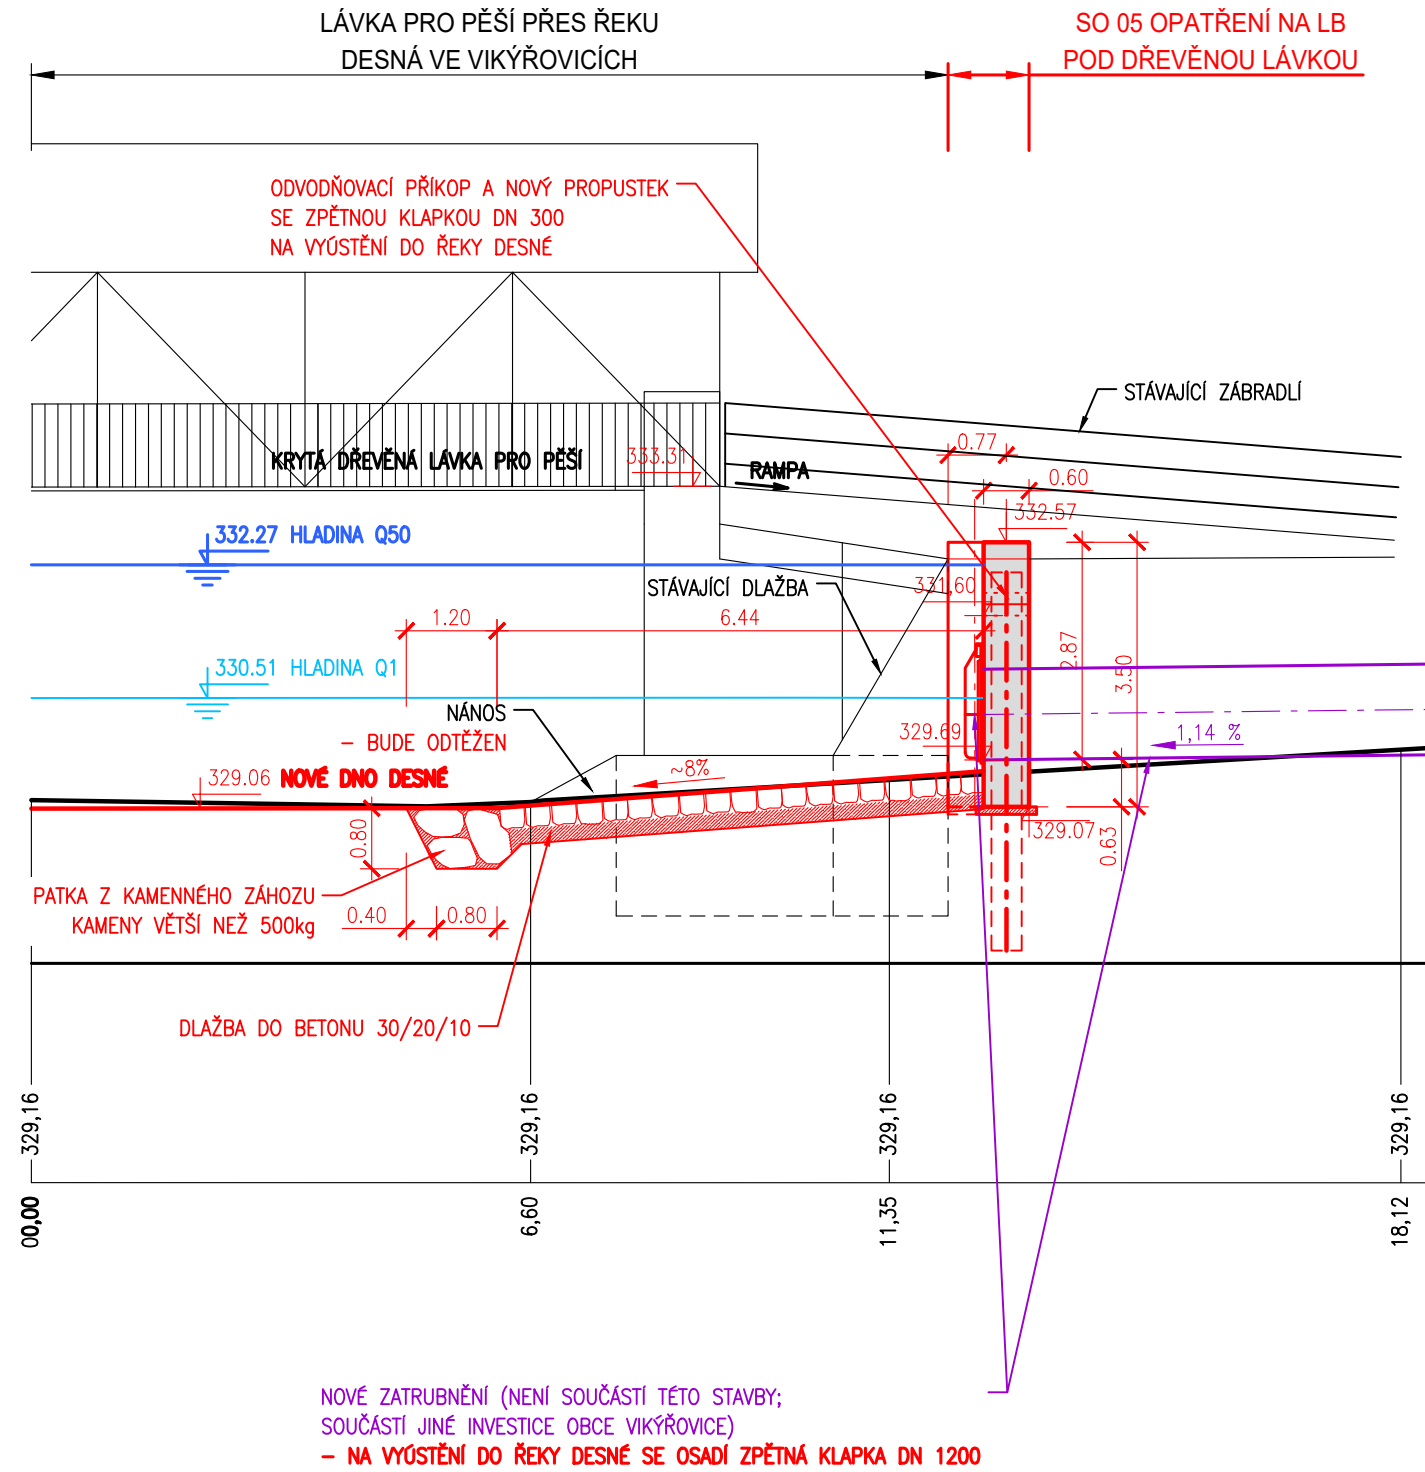 LÁVKA PRO PĚŠÍ PŘES ŘEKU
DESNÁ VE VIKÝŘOVICÍCH
SO 05 OPATŘENÍ NA LB
POD DŘEVĚNOU LÁVKOU
ODVODŇOVACÍ PŘÍKOP A NOVÝ PROPUSTEK
SE ZPĚTNOU KLAPKOU DN 300
NA VYÚSTĚNÍ DO ŘEKY DESNÉ
STÁVAJÍCÍ ZÁBRADLÍ
0.77
KRYTÁ DŘEVĚNÁ LÁVKA PRO PĚŠÍ
333.31
RAMPA
0.60
332.57
332.27 HLADINA Q50
STÁVAJÍCÍ DLAŽBA
331,60
1.20
6.44
2.87
3.50
330.51 HLADINA Q1
NÁNOS
– BUDE ODTĚŽEN
329.69
1,14 %
329.06 NOVÉ DNO DESNÉ
~8%
0.80
329.07
0.63
PATKA Z KAMENNÉHO ZÁHOZU
KAMENY VĚTŠÍ NEŽ 500kg
0.40
0.80
DLAŽBA DO BETONU 30/20/10
329,16
329,16
329,16
329,16
00,00
6,60
11,35
18,12
NOVÉ ZATRUBNĚNÍ (NENÍ SOUČÁSTÍ TÉTO STAVBY;
SOUČÁSTÍ JINÉ INVESTICE OBCE VIKÝŘOVICE)
– NA VYÚSTĚNÍ DO ŘEKY DESNÉ SE OSADÍ ZPĚTNÁ KLAPKA DN 1200